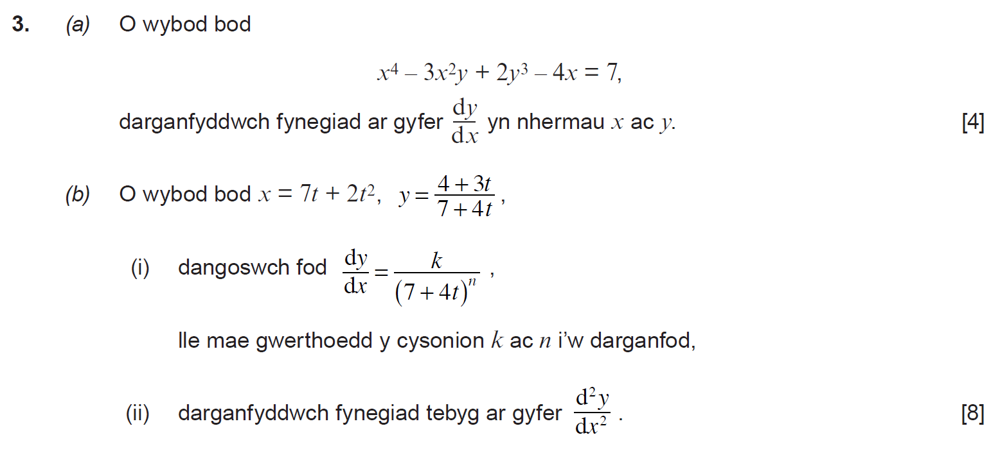 3. (a) O wybod bod
x⁴ – 3x²y + 2y³ – 4x = 7,
darganfyddwch fynegiad ar gyfer dy/dx yn nhermau x ac y. [4]
(b) O wybod bod x = 7t + 2t², y = (4 + 3t)/(7 + 4t) ,
(i) dangoswch fod dy/dx = k/(7 + 4t)ⁿ ,
lle mae gwerthoedd y cysonion k ac n i’w darganfod,
(ii) darganfyddwch fynegiad tebyg ar gyfer d²y/dx² . [8]